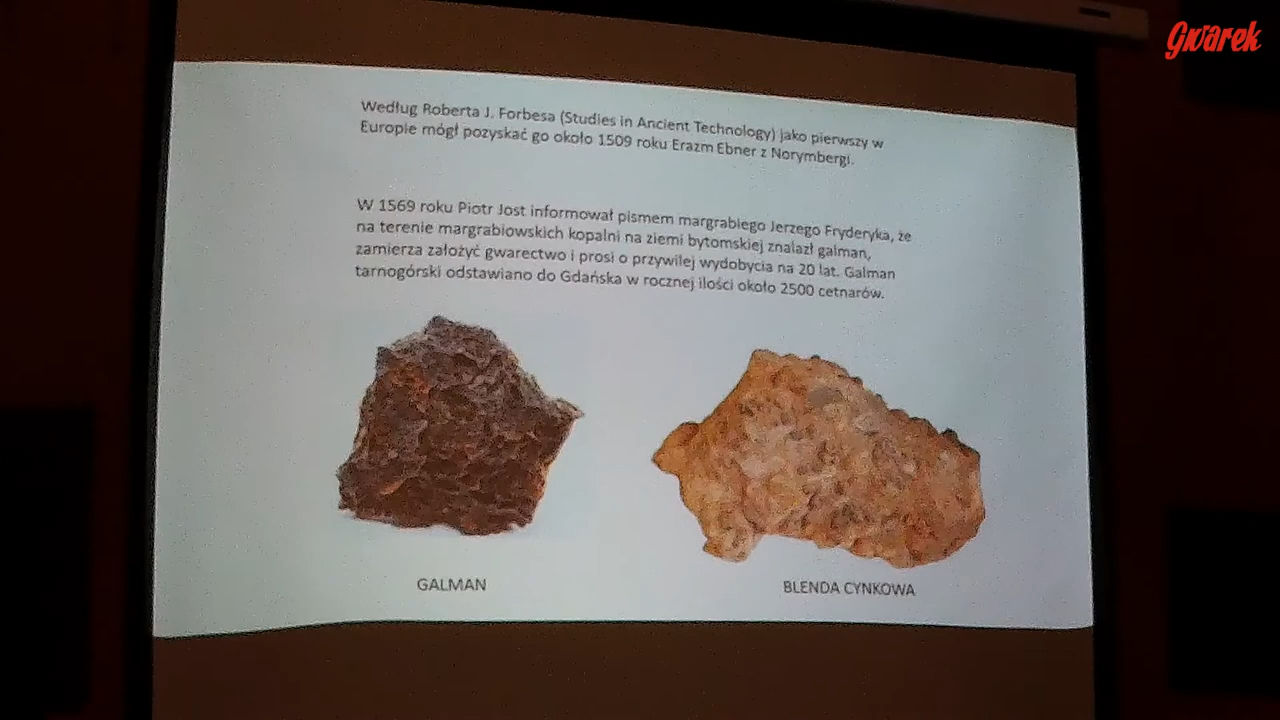 Gwarek
Według Roberta J. Forbesa (Studies in Ancient Technology) jako pierwszy w
Europie mógł pozyskać go około 1509 roku Erazm Ebner z Norymbergi.
W 1569 roku Piotr Jost informował pismem margrabiego Jerzego Fryderyka, że
na terenie margrabiowskich kopalni na ziemi bytomskiej znalazł galman,
zamierza założyć gwarectwo i prosi o przywilej wydobycia na 20 lat. Galman
tarnogórski odstawiano do Gdańska w rocznej ilości około 2500 cetnarów.
GALMAN
BLENDA CYNKOWA